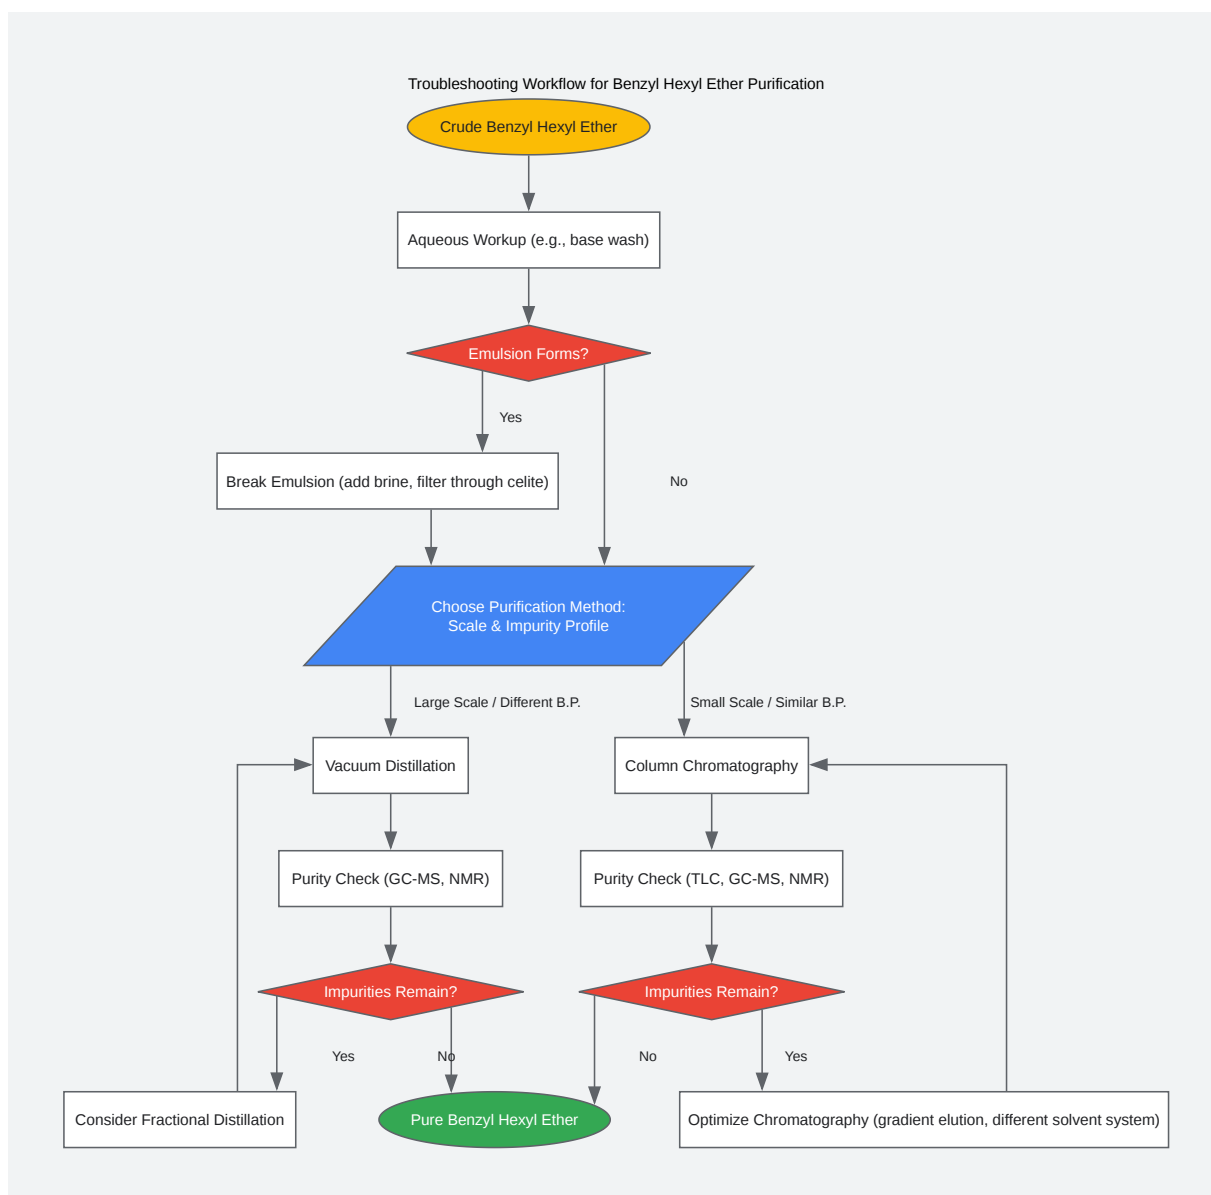 Troubleshooting Workflow for Benzyl Hexyl Ether Purification
Crude Benzyl Hexyl Ether
Aqueous Workup (e.g., base wash)
Emulsion Forms?
Yes
Break Emulsion (add brine, filter through celite)
No
Choose Purification Method:
Scale & Impurity Profile
Large Scale / Different B.P.
Small Scale / Similar B.P.
Vacuum Distillation
Column Chromatography
Purity Check (GC-MS, NMR)
Purity Check (TLC, GC-MS, NMR)
Impurities Remain?
Impurities Remain?
Yes
No
No
Yes
Consider Fractional Distillation
Pure Benzyl Hexyl Ether
Optimize Chromatography (gradient elution, different solvent system)